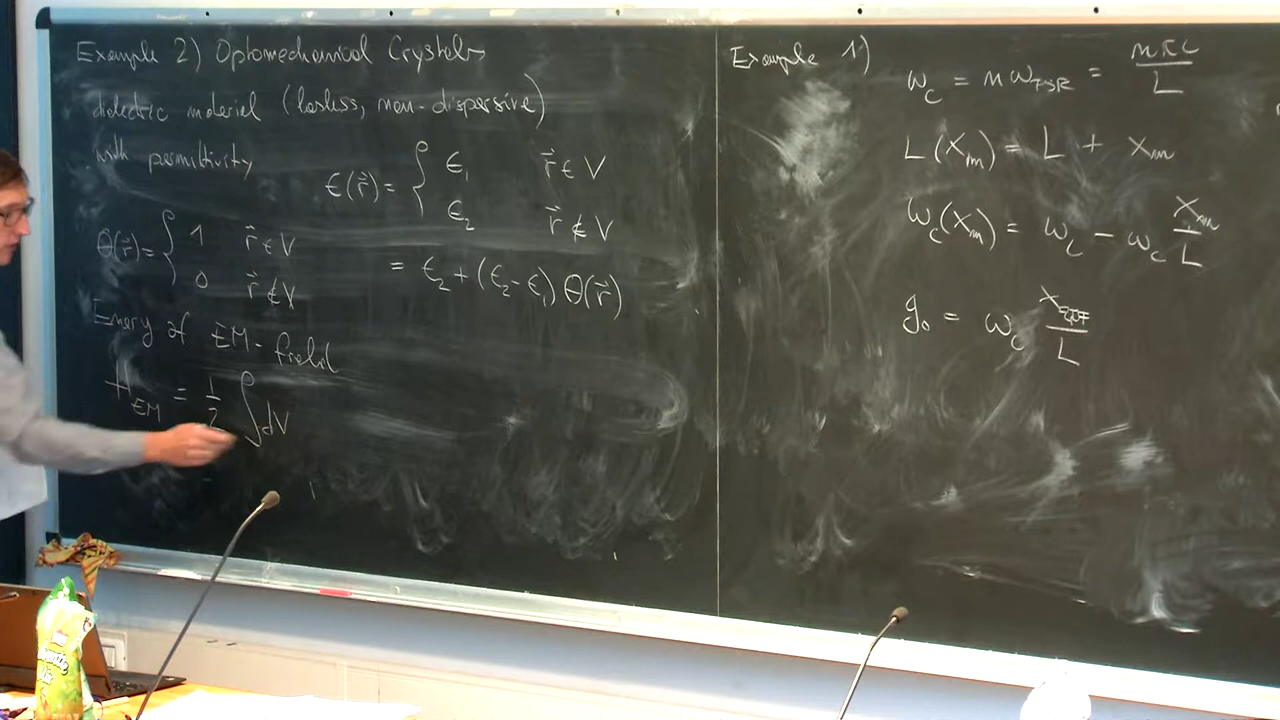 Example 2) Optomechanical Crystals
dielectric material (lossless, non-dispersive)
with permittivity
ϵ(r⃗) = { ϵ₁ r⃗ ∈ V
ϵ₂ r⃗ ∉ V
Θ(r⃗) = { 1 r⃗ ∈ V
0 r⃗ ∉ V
= ϵ₂ + (ϵ₂ - ϵ₁) Θ(r⃗)
Energy of EM-field
H_EM = 1/2 ∫ dV
Example 1)
ω_c = n ω_FSR = nπc / L
L(x_m) = L + x_m
ω_c(x_m) = ω_c - ω_c x_m / L
g₀ = ω_c x_ZPF / L